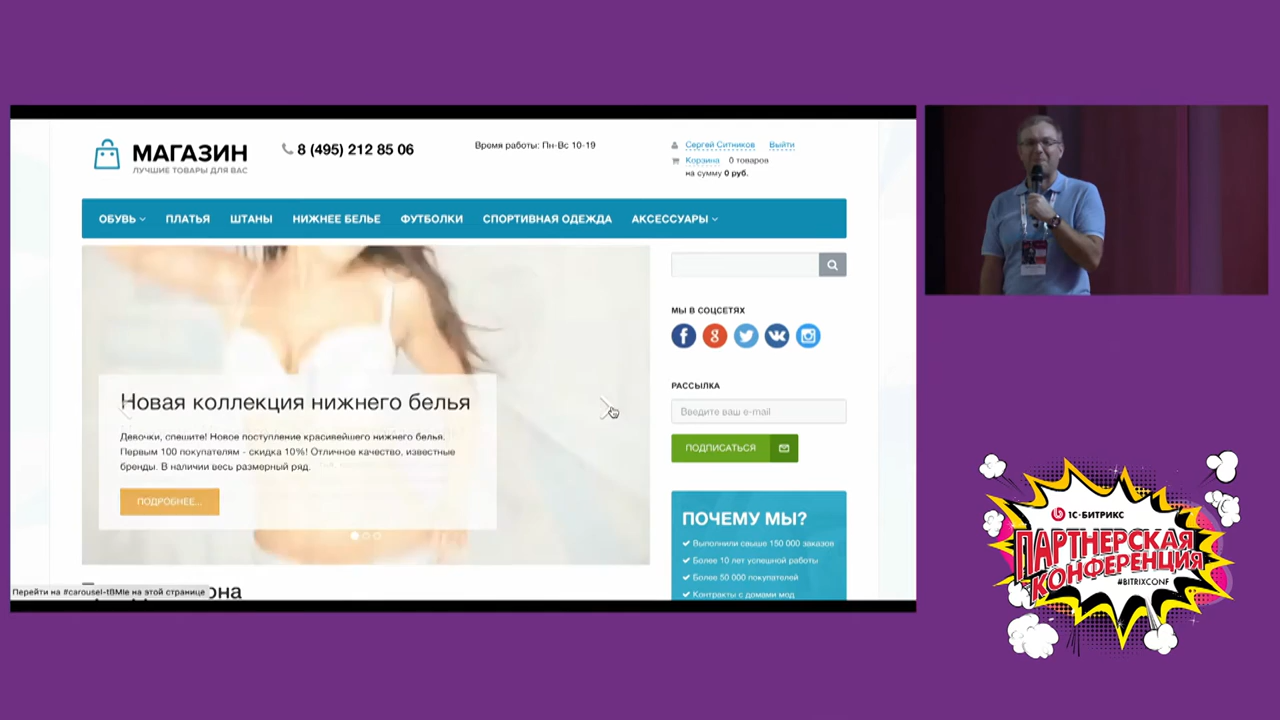 МАГАЗИН
ЛУЧШИЕ ТОВАРЫ ДЛЯ ВАС
8 (495) 212 85 06
Время работы: Пн-Вс 10-19
Сергей Ситников Выйти
Корзина 0 товаров
на сумму 0 руб.
ОБУВЬ ПЛАТЬЯ ШТАНЫ НИЖНЕЕ БЕЛЬЕ ФУТБОЛКИ СПОРТИВНАЯ ОДЕЖДА АКСЕССУАРЫ
Новая коллекция нижнего белья
Девочки, спешите! Новое поступление красивейшего нижнего белья.
Первым 100 покупателям - скидка 10%! Отличное качество, известные
бренды. В наличии весь размерный ряд.
ПОДРОБНЕЕ...
МЫ В СОЦСЕТЯХ
РАССЫЛКА
Введите ваш e-mail
ПОДПИСАТЬСЯ
ПОЧЕМУ МЫ?
Выполнили свыше 150 000 заказов
Более 10 лет успешной работы
Более 50 000 покупателей
Контракты с домами мод
Перейти на #carousel-tBMle на этой странице
1С-БИТРИКС
ПАРТНЕРСКАЯ
КОНФЕРЕНЦИЯ
#BITRIXCONF